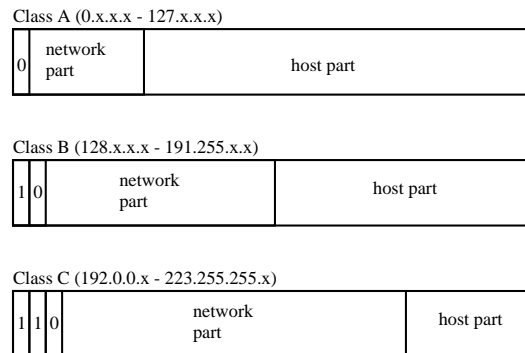 Class A (0.x.x.x - 127.x.x.x)
0
network
part
host part
Class B (128.x.x.x - 191.255.x.x)
1 0
network
part
host part
Class C (192.0.0.x - 223.255.255.x)
1 1 0
network
part
host part